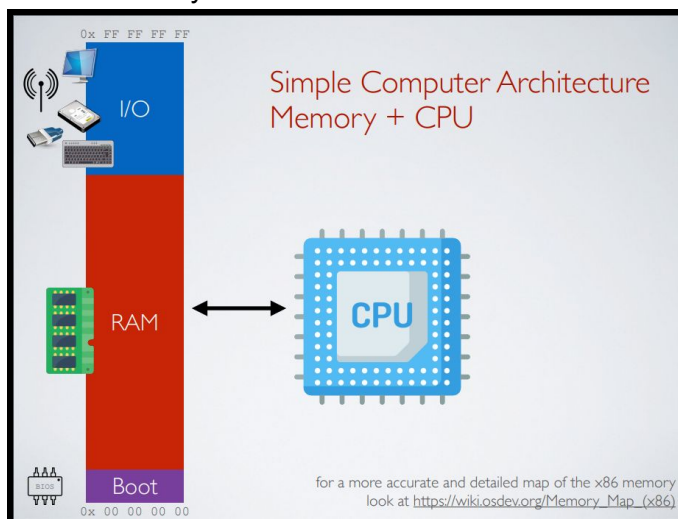 0x FF FF FF FF
I/O
Simple Computer Architecture
Memory + CPU
RAM
CPU
BIOS
Boot
0x 00 00 00 00
for a more accurate and detailed map of the x86 memory
look at https://wiki.osdev.org/Memory_Map_(x86)